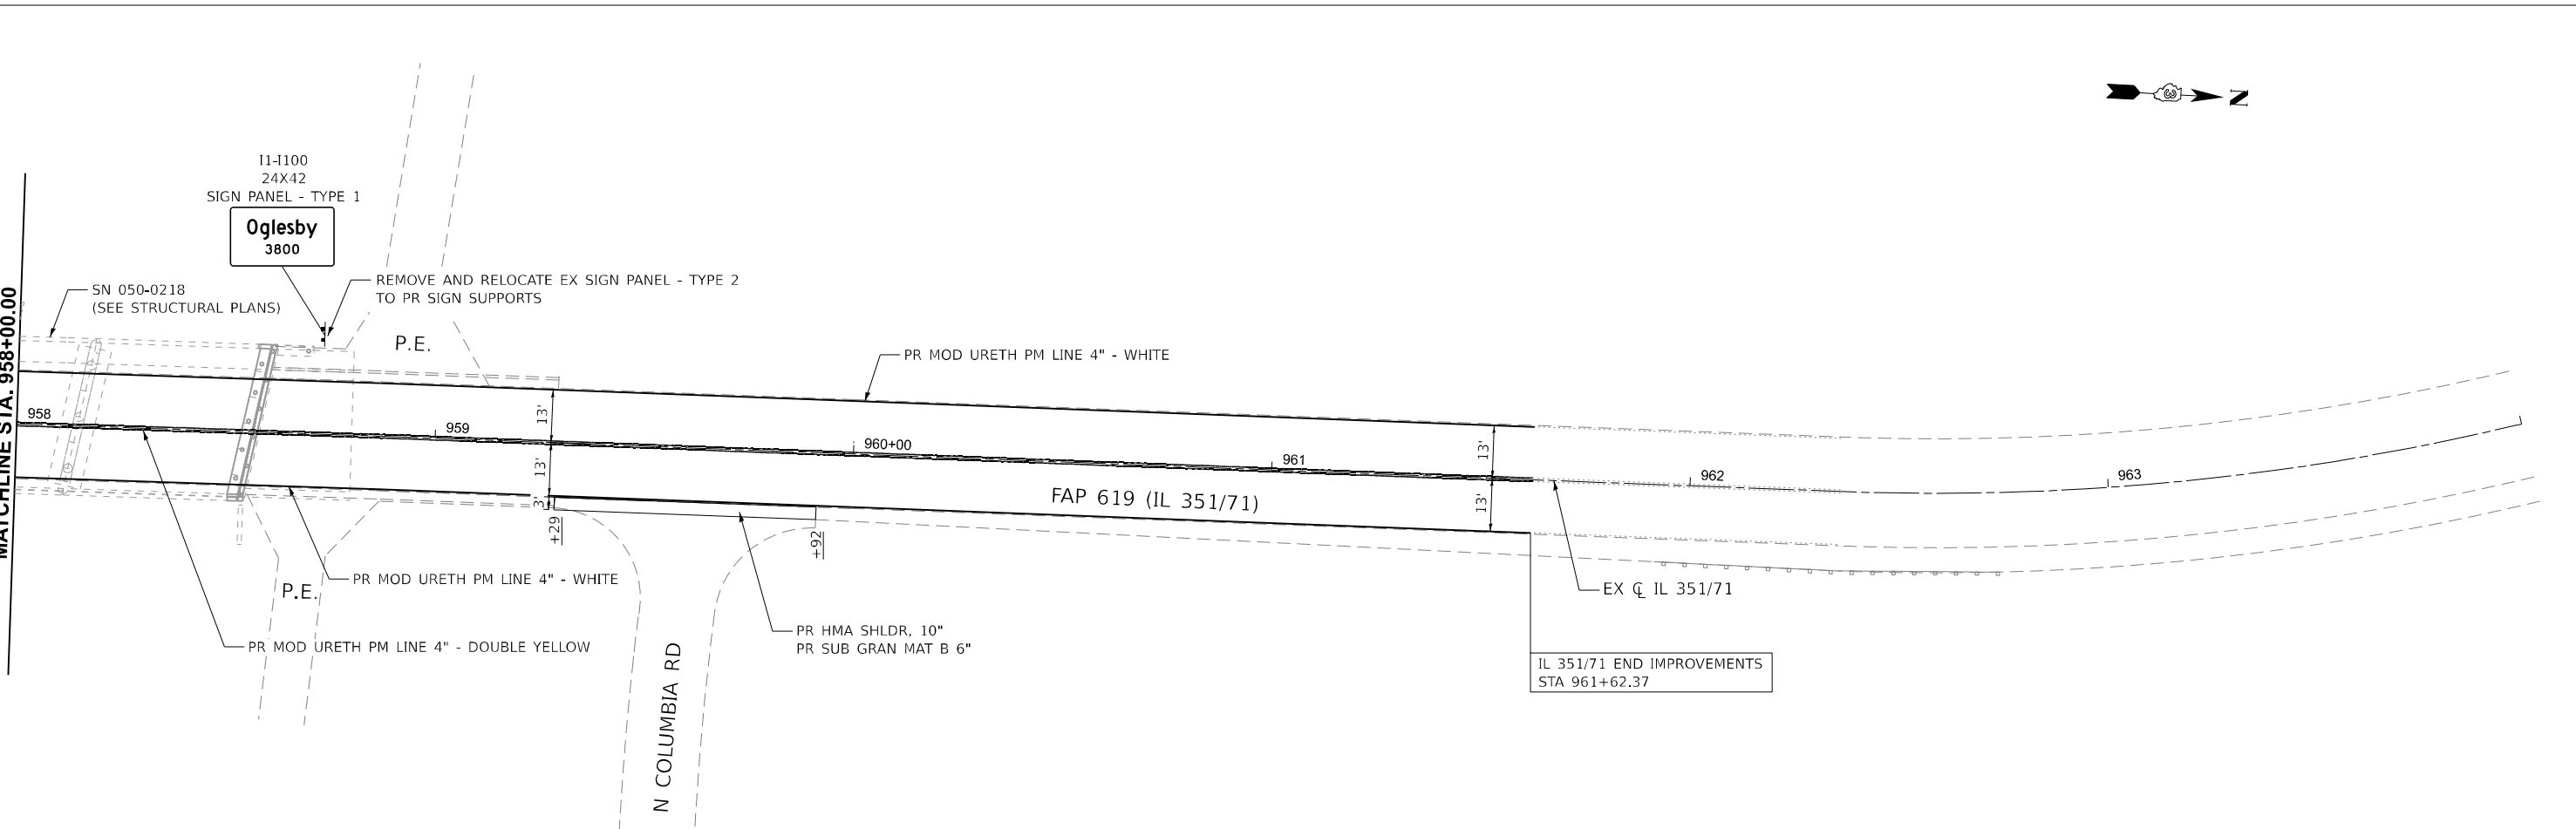 N
3
I1-I100
24X42
SIGN PANEL - TYPE 1
Oglesby
3800
REMOVE AND RELOCATE EX SIGN PANEL - TYPE 2
TO PR SIGN SUPPORTS
SN 050-0218
(SEE STRUCTURAL PLANS)
MATCHLINE STA. 958+00.00
P.E.
PR MOD URETH PM LINE 4" - WHITE
958
959
960+00
961
962
963
13'
13'
3'
13'
13'
+29
+92
FAP 619 (IL 351/71)
PR MOD URETH PM LINE 4" - WHITE
P.E.
PR MOD URETH PM LINE 4" - DOUBLE YELLOW
N COLUMBIA RD
PR HMA SHLDR, 10"
PR SUB GRAN MAT B 6"
EX ℄ IL 351/71
IL 351/71 END IMPROVEMENTS
STA 961+62.37